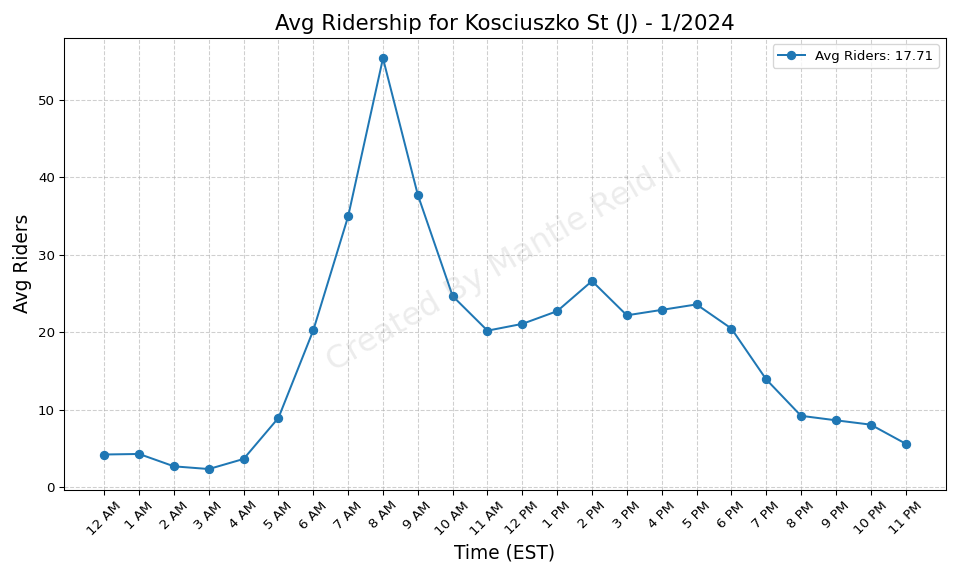 Avg Ridership for Kosciuszko St (J) - 1/2024
Avg Riders: 17.71
Avg Riders
50
40
30
20
10
0
Created By Mantie Reid II
12 AM
1 AM
2 AM
3 AM
4 AM
5 AM
6 AM
7 AM
8 AM
9 AM
10 AM
11 AM
12 PM
1 PM
2 PM
3 PM
4 PM
5 PM
6 PM
7 PM
8 PM
9 PM
10 PM
11 PM
Time (EST)